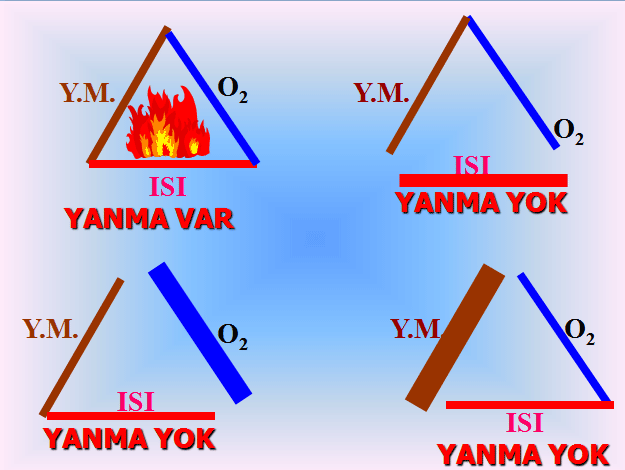 Y.M.
O2
ISI
YANMA VAR
Y.M.
O2
ISI
YANMA YOK
Y.M.
O2
ISI
YANMA YOK
Y.M.
O2
ISI
YANMA YOK